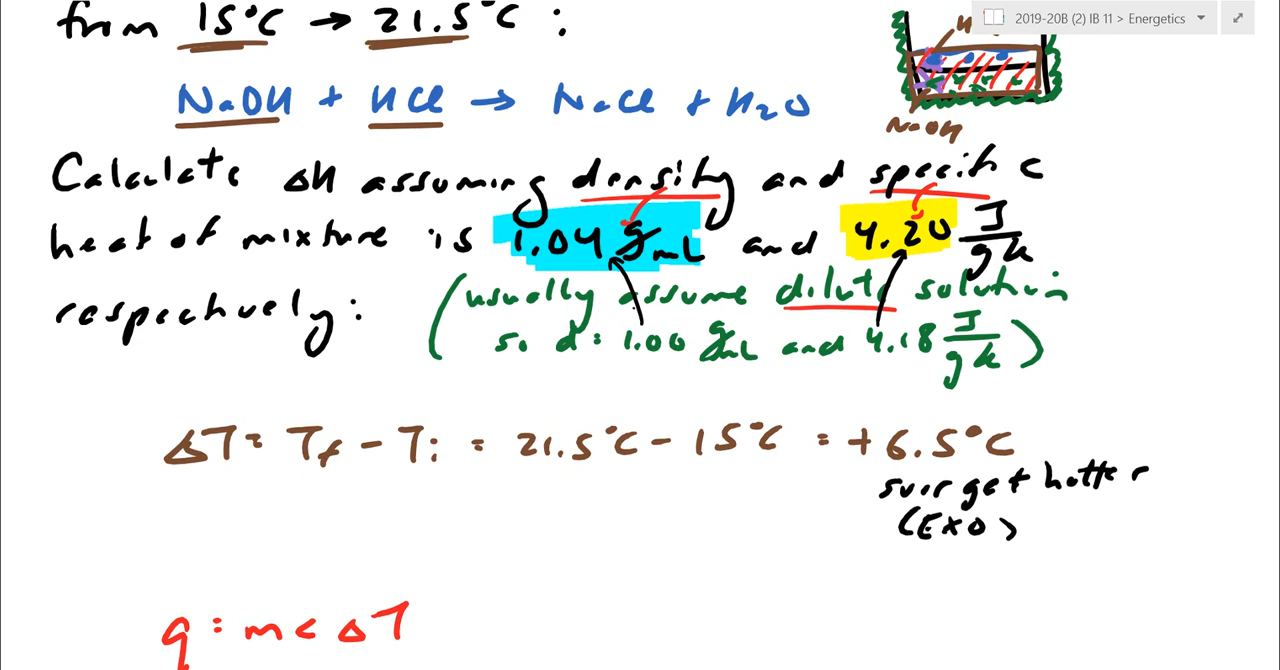 2019-20B (2) IB 11 > Energetics
from 15°C → 21.5°C :
NaOH + HCl → NaCl + H₂O
NaOH
Calculate ΔH assuming density and specific
heat of mixture is 1.04 g/mL and 4.20 J/gK
respectively:
(usually assume dilute solution
so d = 1.00 g/mL and 4.18 J/gK)
ΔT = Tf - Ti = 21.5°C - 15°C = +6.5°C
surr get hotter
(EXO)
q = mcΔT